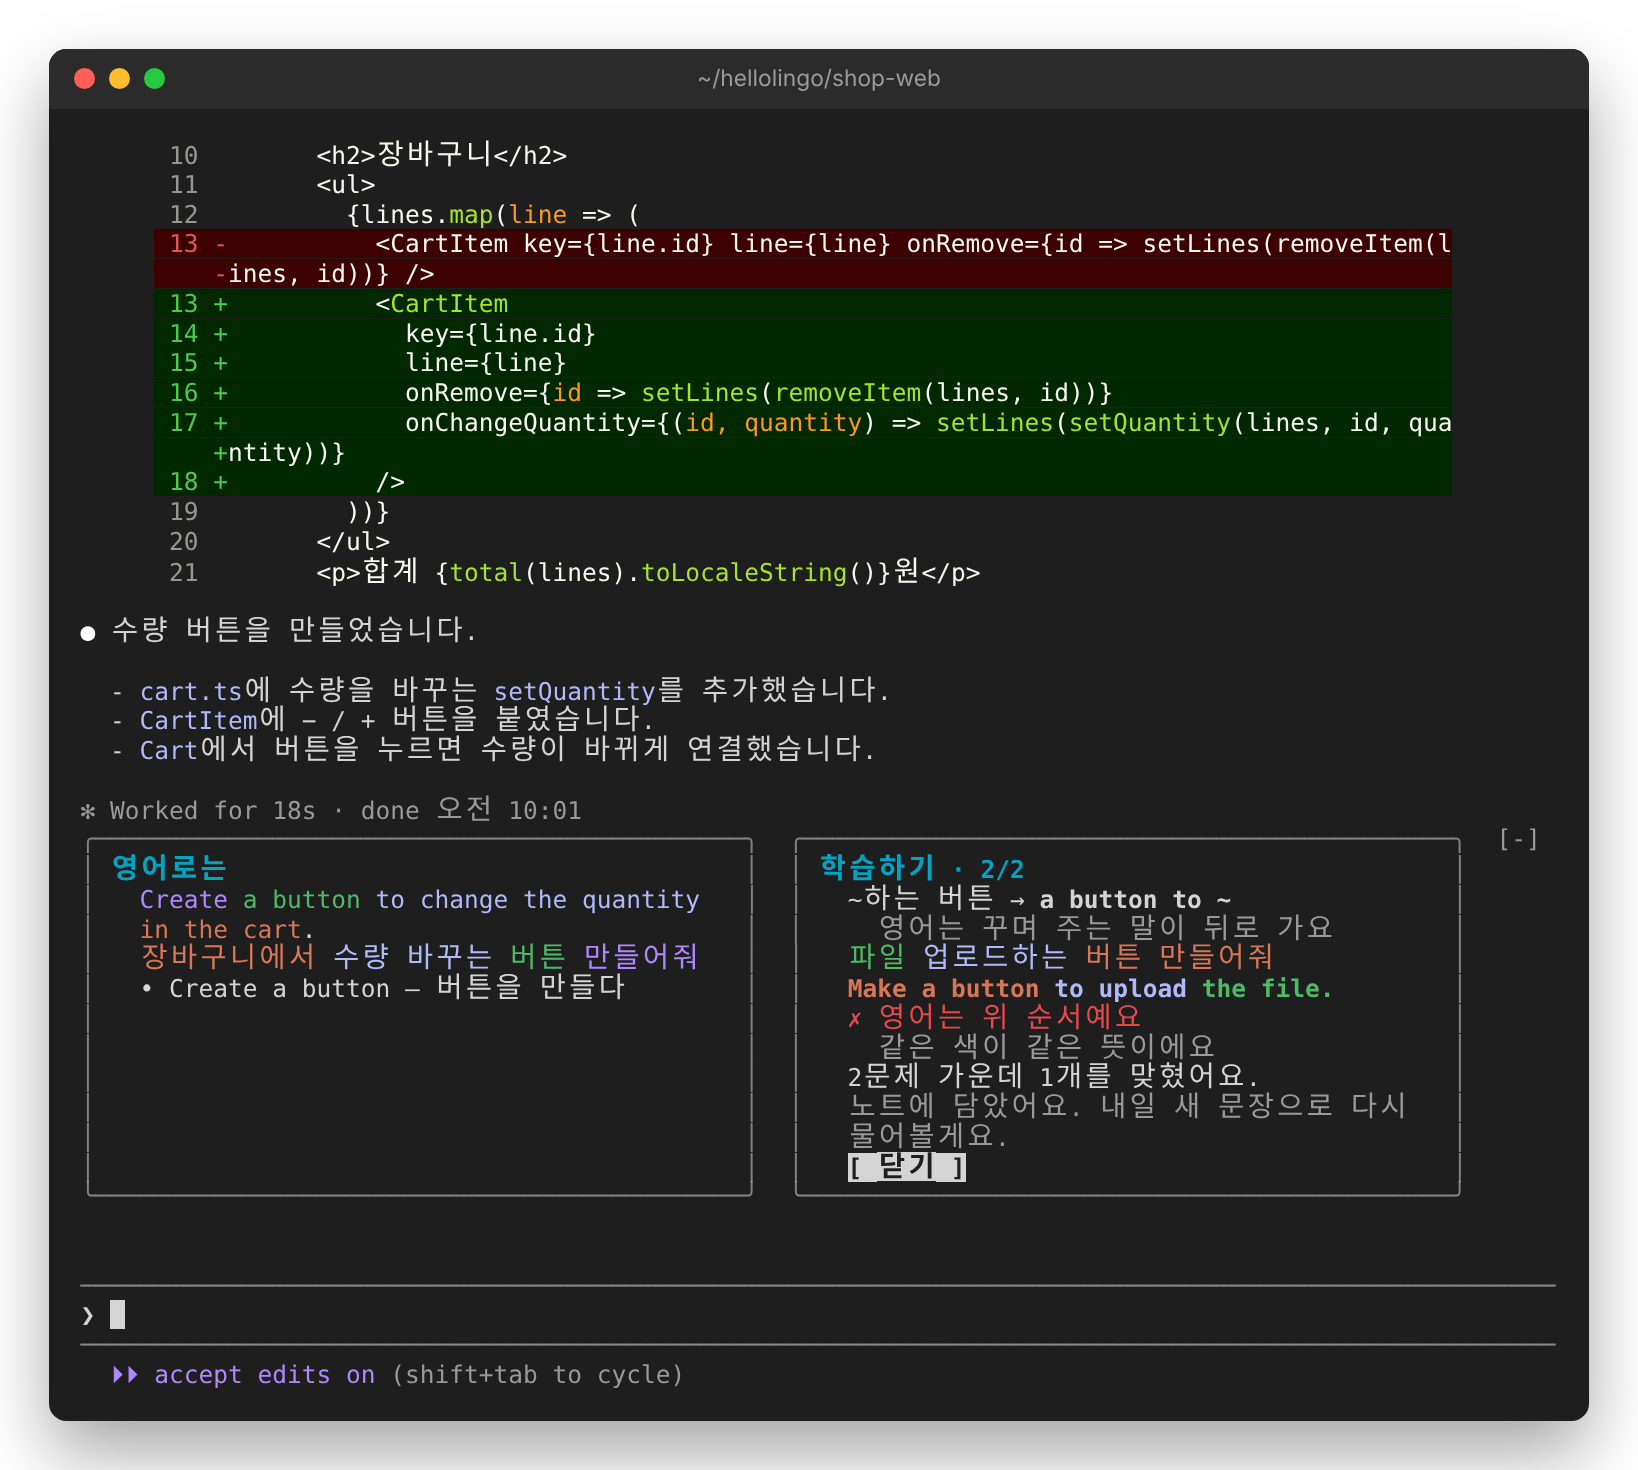 ~/hellolingo/shop-web
10        <h2>장바구니</h2>
11        <ul>
12          {lines.map(line => (
13 -          <CartItem key={line.id} line={line} onRemove={id => setLines(removeItem(l
   -ines, id))} />
13 +          <CartItem
14 +            key={line.id}
15 +            line={line}
16 +            onRemove={id => setLines(removeItem(lines, id))}
17 +            onChangeQuantity={(id, quantity) => setLines(setQuantity(lines, id, qua
   +ntity))}
18 +          />
19          ))}
20        </ul>
21        <p>합계 {total(lines).toLocaleString()}원</p>
● 수량 버튼을 만들었습니다.
- cart.ts에 수량을 바꾸는 setQuantity를 추가했습니다.
- CartItem에 − / + 버튼을 붙였습니다.
- Cart에서 버튼을 누르면 수량이 바뀌게 연결했습니다.
✻ Worked for 18s · done 오전 10:01
[-]
영어로는
Create a button to change the quantity
in the cart.
장바구니에서 수량 바꾸는 버튼 만들어줘
• Create a button — 버튼을 만들다
학습하기 · 2/2
~하는 버튼 → a button to ~
영어는 꾸며 주는 말이 뒤로 가요
파일 업로드하는 버튼 만들어줘
Make a button to upload the file.
✗ 영어는 위 순서예요
같은 색이 같은 뜻이에요
2문제 가운데 1개를 맞혔어요.
노트에 담았어요. 내일 새 문장으로 다시
물어볼게요.
[ 닫기 ]
❯
⏵⏵ accept edits on (shift+tab to cycle)